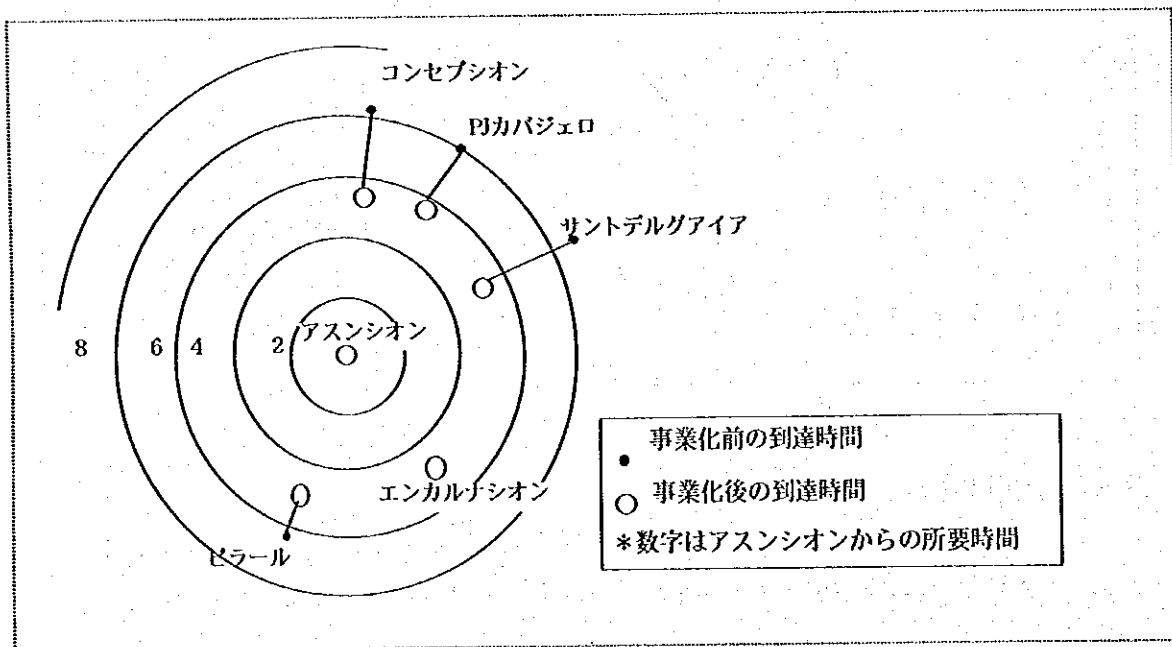 コンセプシオン
PJカバジェロ
サントデルグアイア
アスンシオン
8 6 4 2
エンカルナシオン
ピラール
事業化前の到達時間
事業化後の到達時間
*数字はアスンシオンからの所要時間